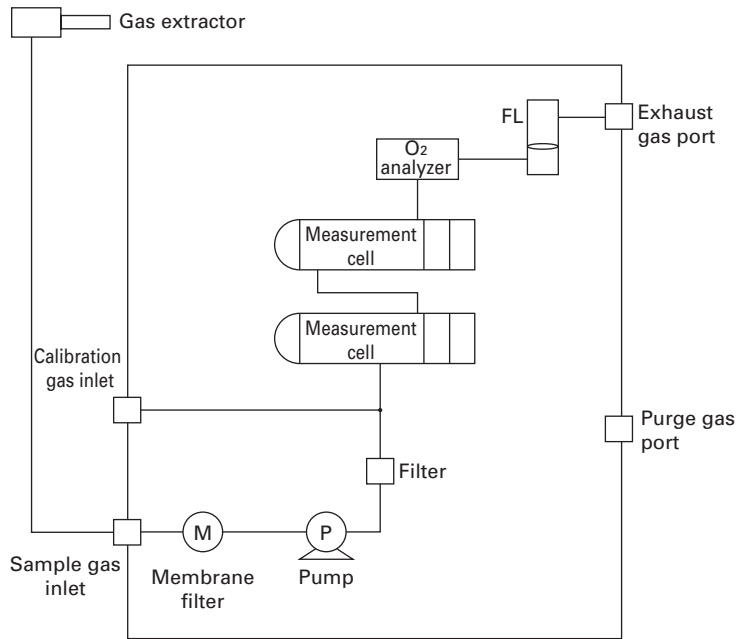 Gas extractor
FL
Exhaust
gas port
O2
analyzer
Measurement
cell
Measurement
cell
Calibration
gas inlet
Purge gas
port
Filter
M
P
Sample gas
inlet
Membrane
filter
Pump